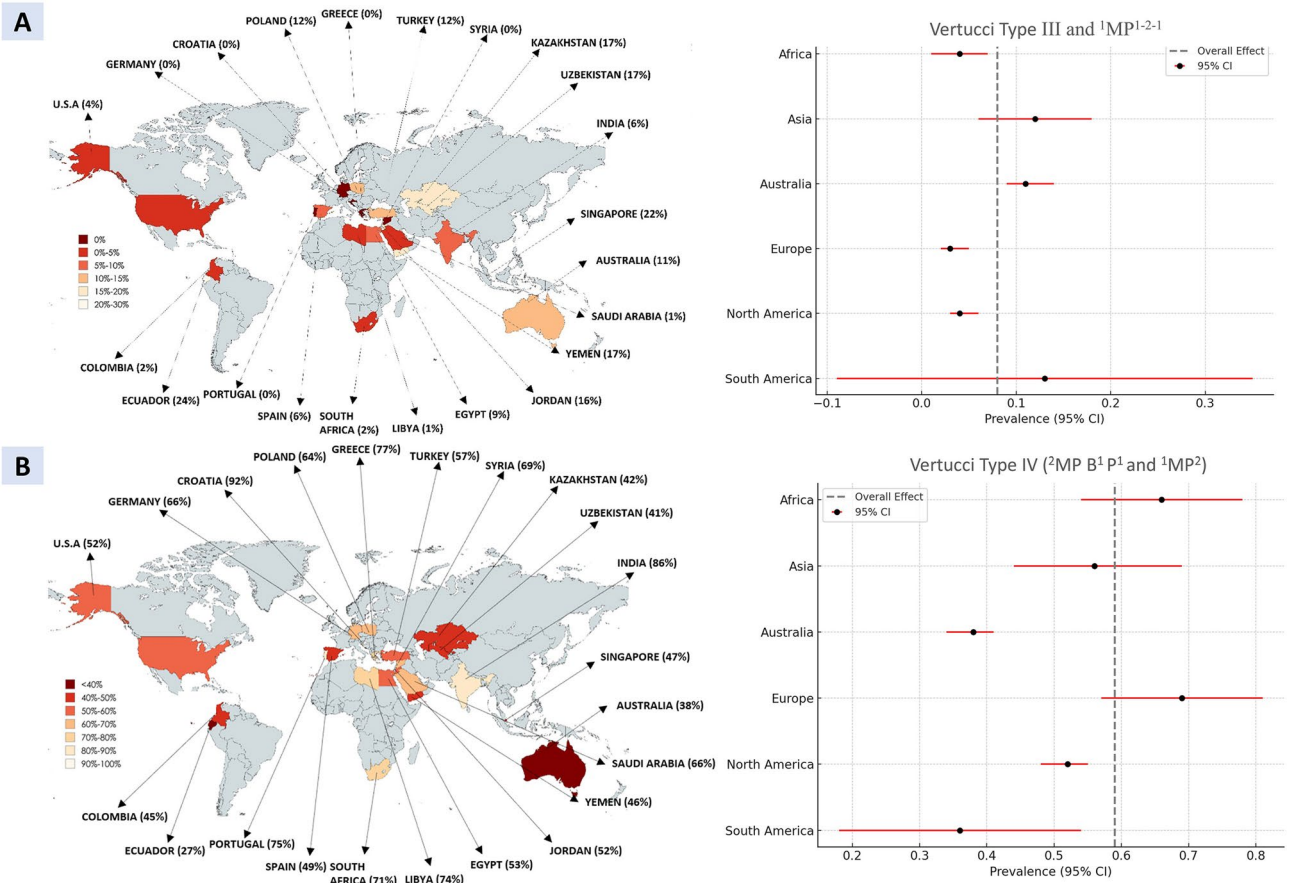 A
GREECE (0%)
POLAND (12%)
TURKEY (12%)
SYRIA (0%)
CROATIA (0%)
KAZAKHSTAN (17%)
GERMANY (0%)
UZBEKISTAN (17%)
U.S.A (4%)
INDIA (6%)
SINGAPORE (22%)
AUSTRALIA (11%)
SAUDI ARABIA (1%)
YEMEN (17%)
COLOMBIA (2%)
ECUADOR (24%)
PORTUGAL (0%)
SPAIN (6%)
SOUTH
AFRICA (2%)
LIBYA (1%)
EGYPT (9%)
JORDAN (16%)
0%
0%-5%
5%-10%
10%-15%
15%-20%
20%-30%
Vertucci Type III and ¹MP¹⁻²⁻¹
Overall Effect
95% CI
Africa
Asia
Australia
Europe
North America
South America
−0.1 0.0 0.1 0.2 0.3
Prevalence (95% CI)
B
GREECE (77%)
POLAND (64%)
TURKEY (57%)
SYRIA (69%)
CROATIA (92%)
KAZAKHSTAN (42%)
GERMANY (66%)
UZBEKISTAN (41%)
U.S.A (52%)
INDIA (86%)
SINGAPORE (47%)
AUSTRALIA (38%)
SAUDI ARABIA (66%)
YEMEN (46%)
COLOMBIA (45%)
ECUADOR (27%)
PORTUGAL (75%)
SPAIN (49%)
SOUTH
AFRICA (71%)
LIBYA (74%)
EGYPT (53%)
JORDAN (52%)
<40%
40%-50%
50%-60%
60%-70%
70%-80%
80%-90%
90%-100%
Vertucci Type IV (²MP B¹ P¹ and ¹MP²)
Overall Effect
95% CI
Africa
Asia
Australia
Europe
North America
South America
0.2 0.3 0.4 0.5 0.6 0.7 0.8
Prevalence (95% CI)